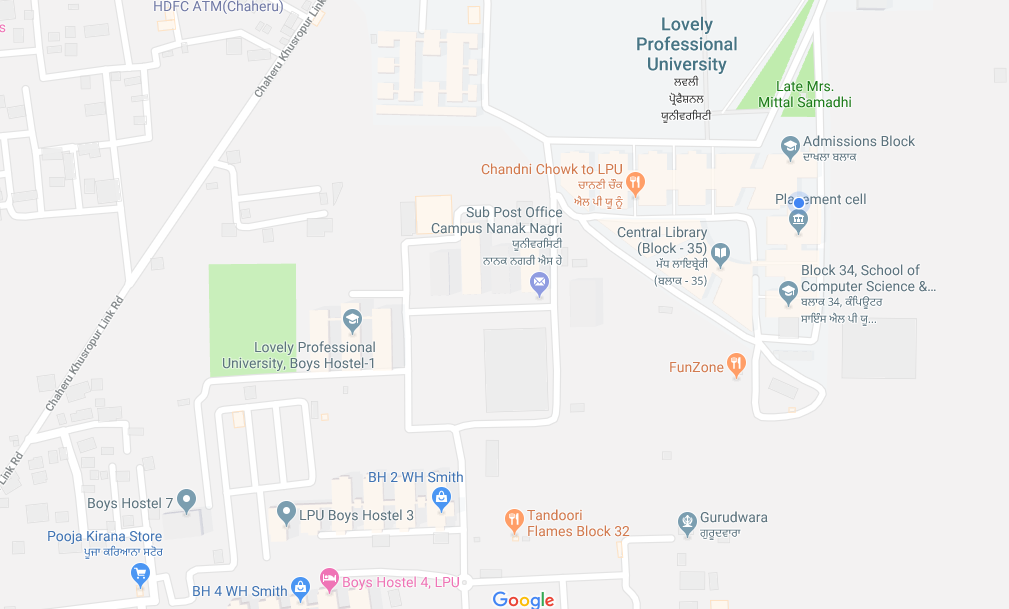 HDFC ATM(Chaheru)
Chaheru Khusropur Link
Lovely
Professional
University
ਲਵਲੀ
ਪ੍ਰੋਫੈਸ਼ਨਲ
ਯੂਨੀਵਰਸਿਟੀ
Late Mrs.
Mittal Samadhi
Admissions Block
ਦਾਖਲਾ ਬਲਾਕ
Chandni Chowk to LPU
ਚਾਨਣੀ ਚੌਕ
ਐਲ ਪੀ ਯੂ ਨੂੰ
Placement cell
Sub Post Office
Campus Nanak Nagri
ਯੂਨੀਵਰਸਿਟੀ
ਨਾਨਕ ਨਗਰੀ ਐਸ ਹੇ
Central Library
(Block - 35)
ਮੱਧ ਲਾਇਬ੍ਰੇਰੀ
(ਬਲਾਕ - 35)
Block 34, School of
Computer Science &...
ਬਲਾਕ 34, ਕੰਪਿਊਟਰ
ਸਾਇੰਸ ਐਲ ਪੀ ਯੂ...
Chaheru Khusropur Link Rd
Lovely Professional
University, Boys Hostel-1
FunZone
Link Rd
BH 2 WH Smith
Boys Hostel 7
LPU Boys Hostel 3
Tandoori
Flames Block 32
Gurudwara
ਗੁਰੂਦਵਾਰਾ
Pooja Kirana Store
ਪੂਜਾ ਕਰਿਆਨਾ ਸਟੋਰ
BH 4 WH Smith
Boys Hostel 4, LPU
Google